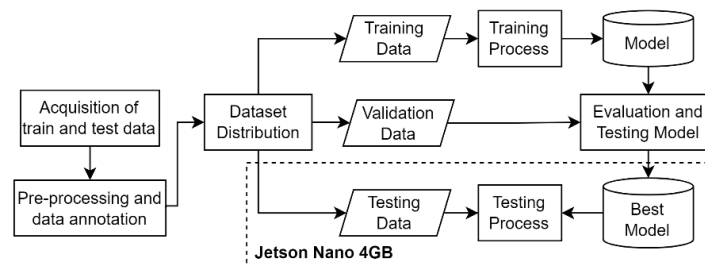 Acquisition of
train and test data
Pre-processing and
data annotation
Dataset
Distribution
Training
Data
Training
Process
Model
Validation
Data
Evaluation and
Testing Model
Testing
Data
Testing
Process
Best
Model
Jetson Nano 4GB